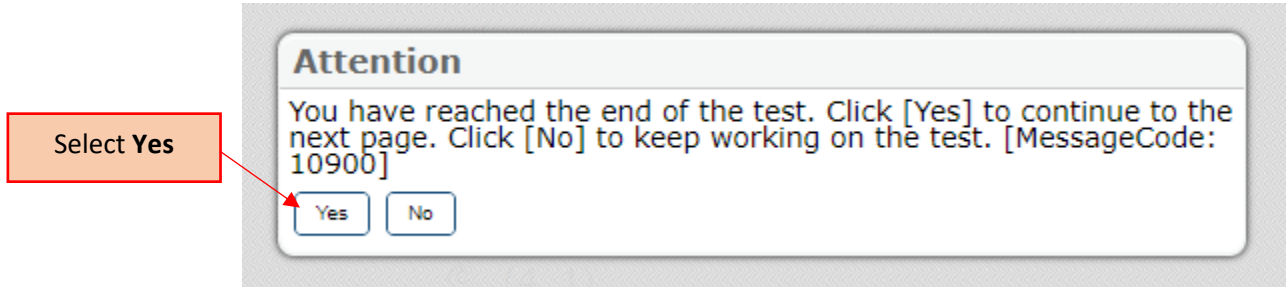 Attention
You have reached the end of the test. Click [Yes] to continue to the
next page. Click [No] to keep working on the test. [MessageCode:
10900]
Select Yes
Yes No